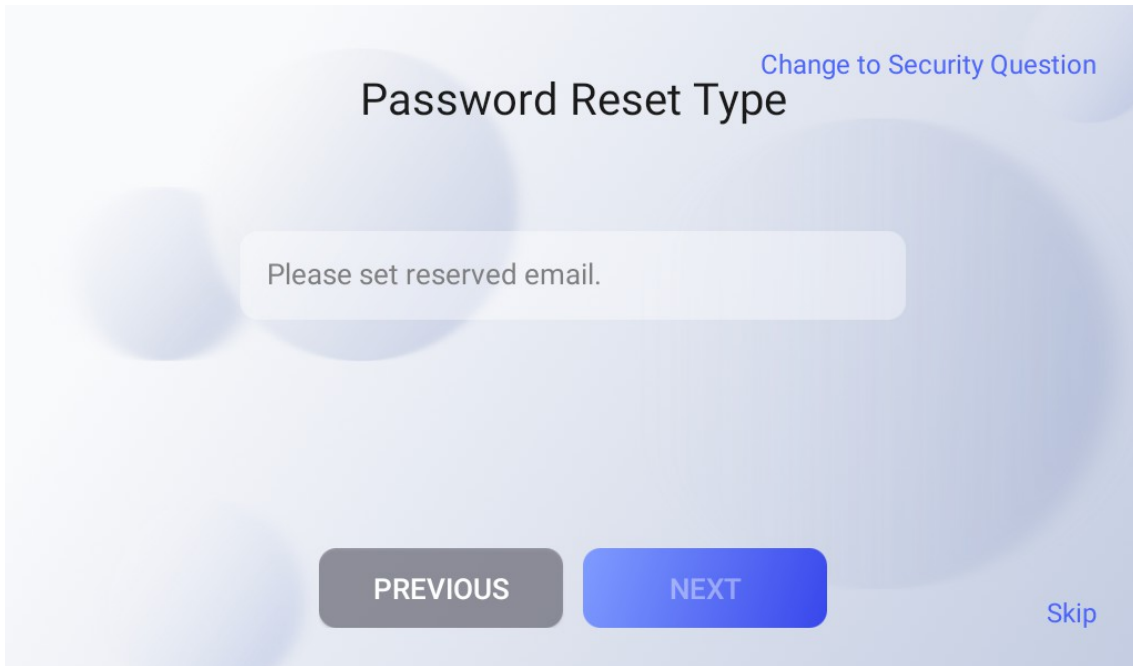 Change to Security Question
Password Reset Type
Please set reserved email.
PREVIOUS
NEXT
Skip